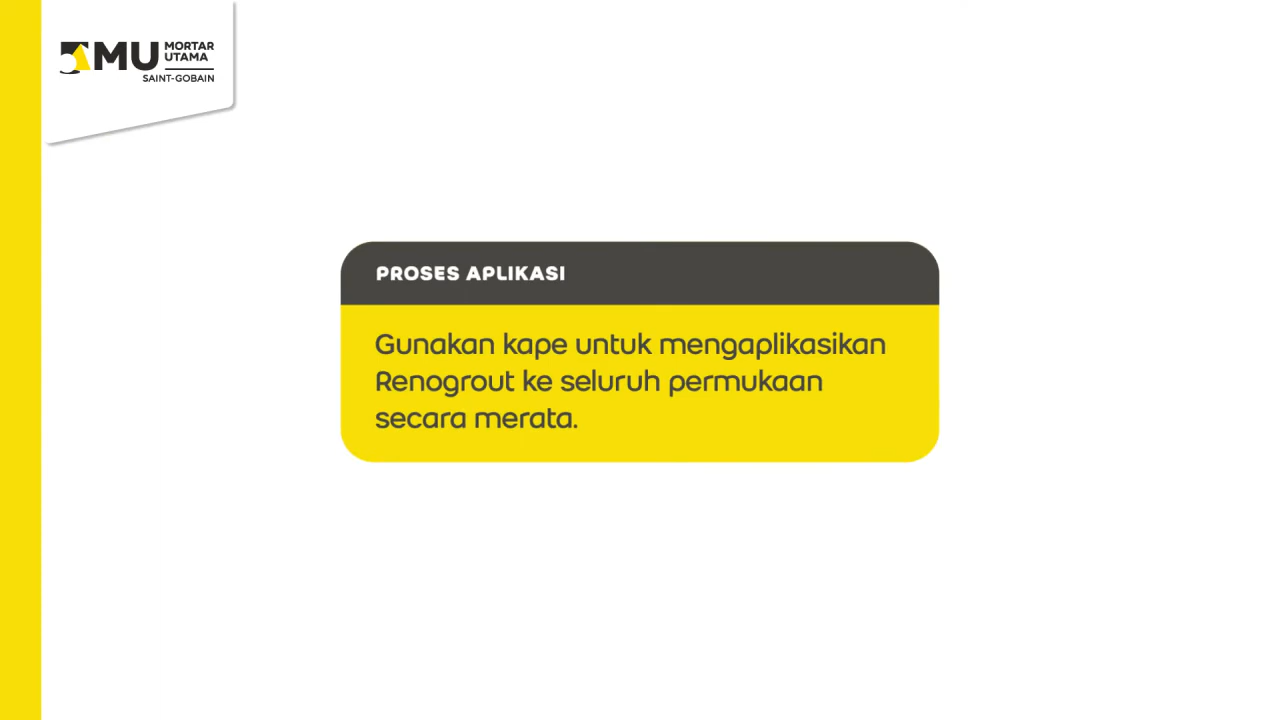 MU
MORTAR
UTAMA
SAINT-GOBAIN
PROSES APLIKASI
Gunakan kape untuk mengaplikasikan
Renogrout ke seluruh permukaan
secara merata.